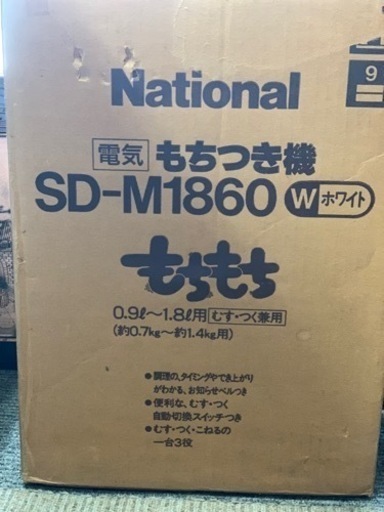 9
National
電気 もちつき機
SD-M1860 W ホワイト
もちもち
0.9ℓ～1.8ℓ用 むす・つく兼用
(約0.7kg～約1.4kg用)
●調理の、タイミングやでき上がり
がわかる、お知らせベルつき
●便利な、むす・つく
自動切換スイッチつき
●むす・つく・こねるの
一台3役